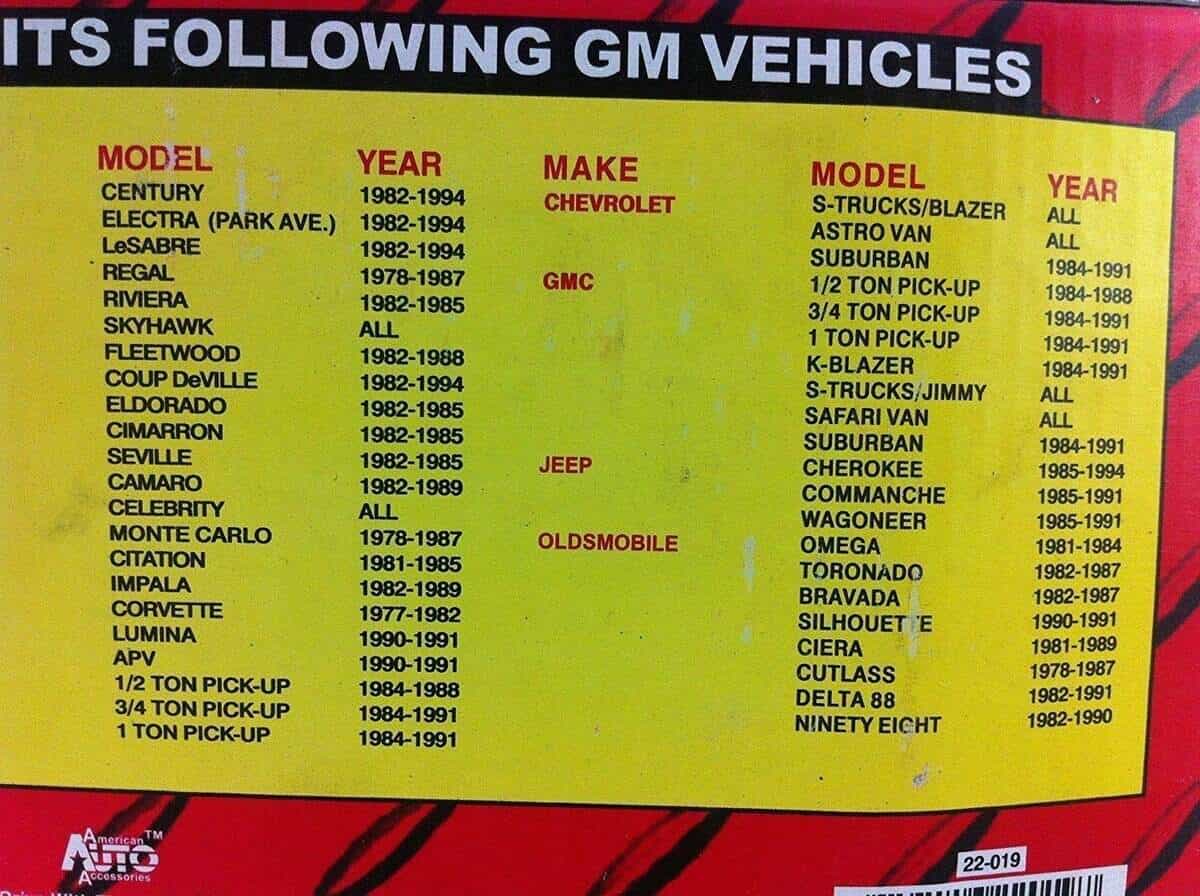 ITS FOLLOWING GM VEHICLES
MODEL YEAR MAKE MODEL YEAR
CENTURY 1982-1994 CHEVROLET S-TRUCKS/BLAZER ALL
ELECTRA (PARK AVE.) 1982-1994 ASTRO VAN ALL
LeSABRE 1982-1994 SUBURBAN 1984-1991
REGAL 1978-1987 GMC 1/2 TON PICK-UP 1984-1988
RIVIERA 1982-1985 3/4 TON PICK-UP 1984-1991
SKYHAWK ALL 1 TON PICK-UP 1984-1991
FLEETWOOD 1982-1988 K-BLAZER 1984-1991
COUP DeVILLE 1982-1994 S-TRUCKS/JIMMY ALL
ELDORADO 1982-1985 SAFARI VAN ALL
CIMARRON 1982-1985 SUBURBAN 1984-1991
SEVILLE 1982-1985 JEEP CHEROKEE 1985-1994
CAMARO 1982-1989 COMMANCHE 1985-1991
CELEBRITY ALL WAGONEER 1985-1991
MONTE CARLO 1978-1987 OLDSMOBILE OMEGA 1981-1984
CITATION 1981-1985 TORONADO 1982-1987
IMPALA 1982-1989 BRAVADA 1982-1987
CORVETTE 1977-1982 SILHOUETTE 1990-1991
LUMINA 1990-1991 CIERA 1981-1989
APV 1990-1991 CUTLASS 1978-1987
1/2 TON PICK-UP 1984-1988 DELTA 88 1982-1991
3/4 TON PICK-UP 1984-1991 NINETY EIGHT 1982-1990
1 TON PICK-UP 1984-1991
American TM
AUTO
Accessories
22-019